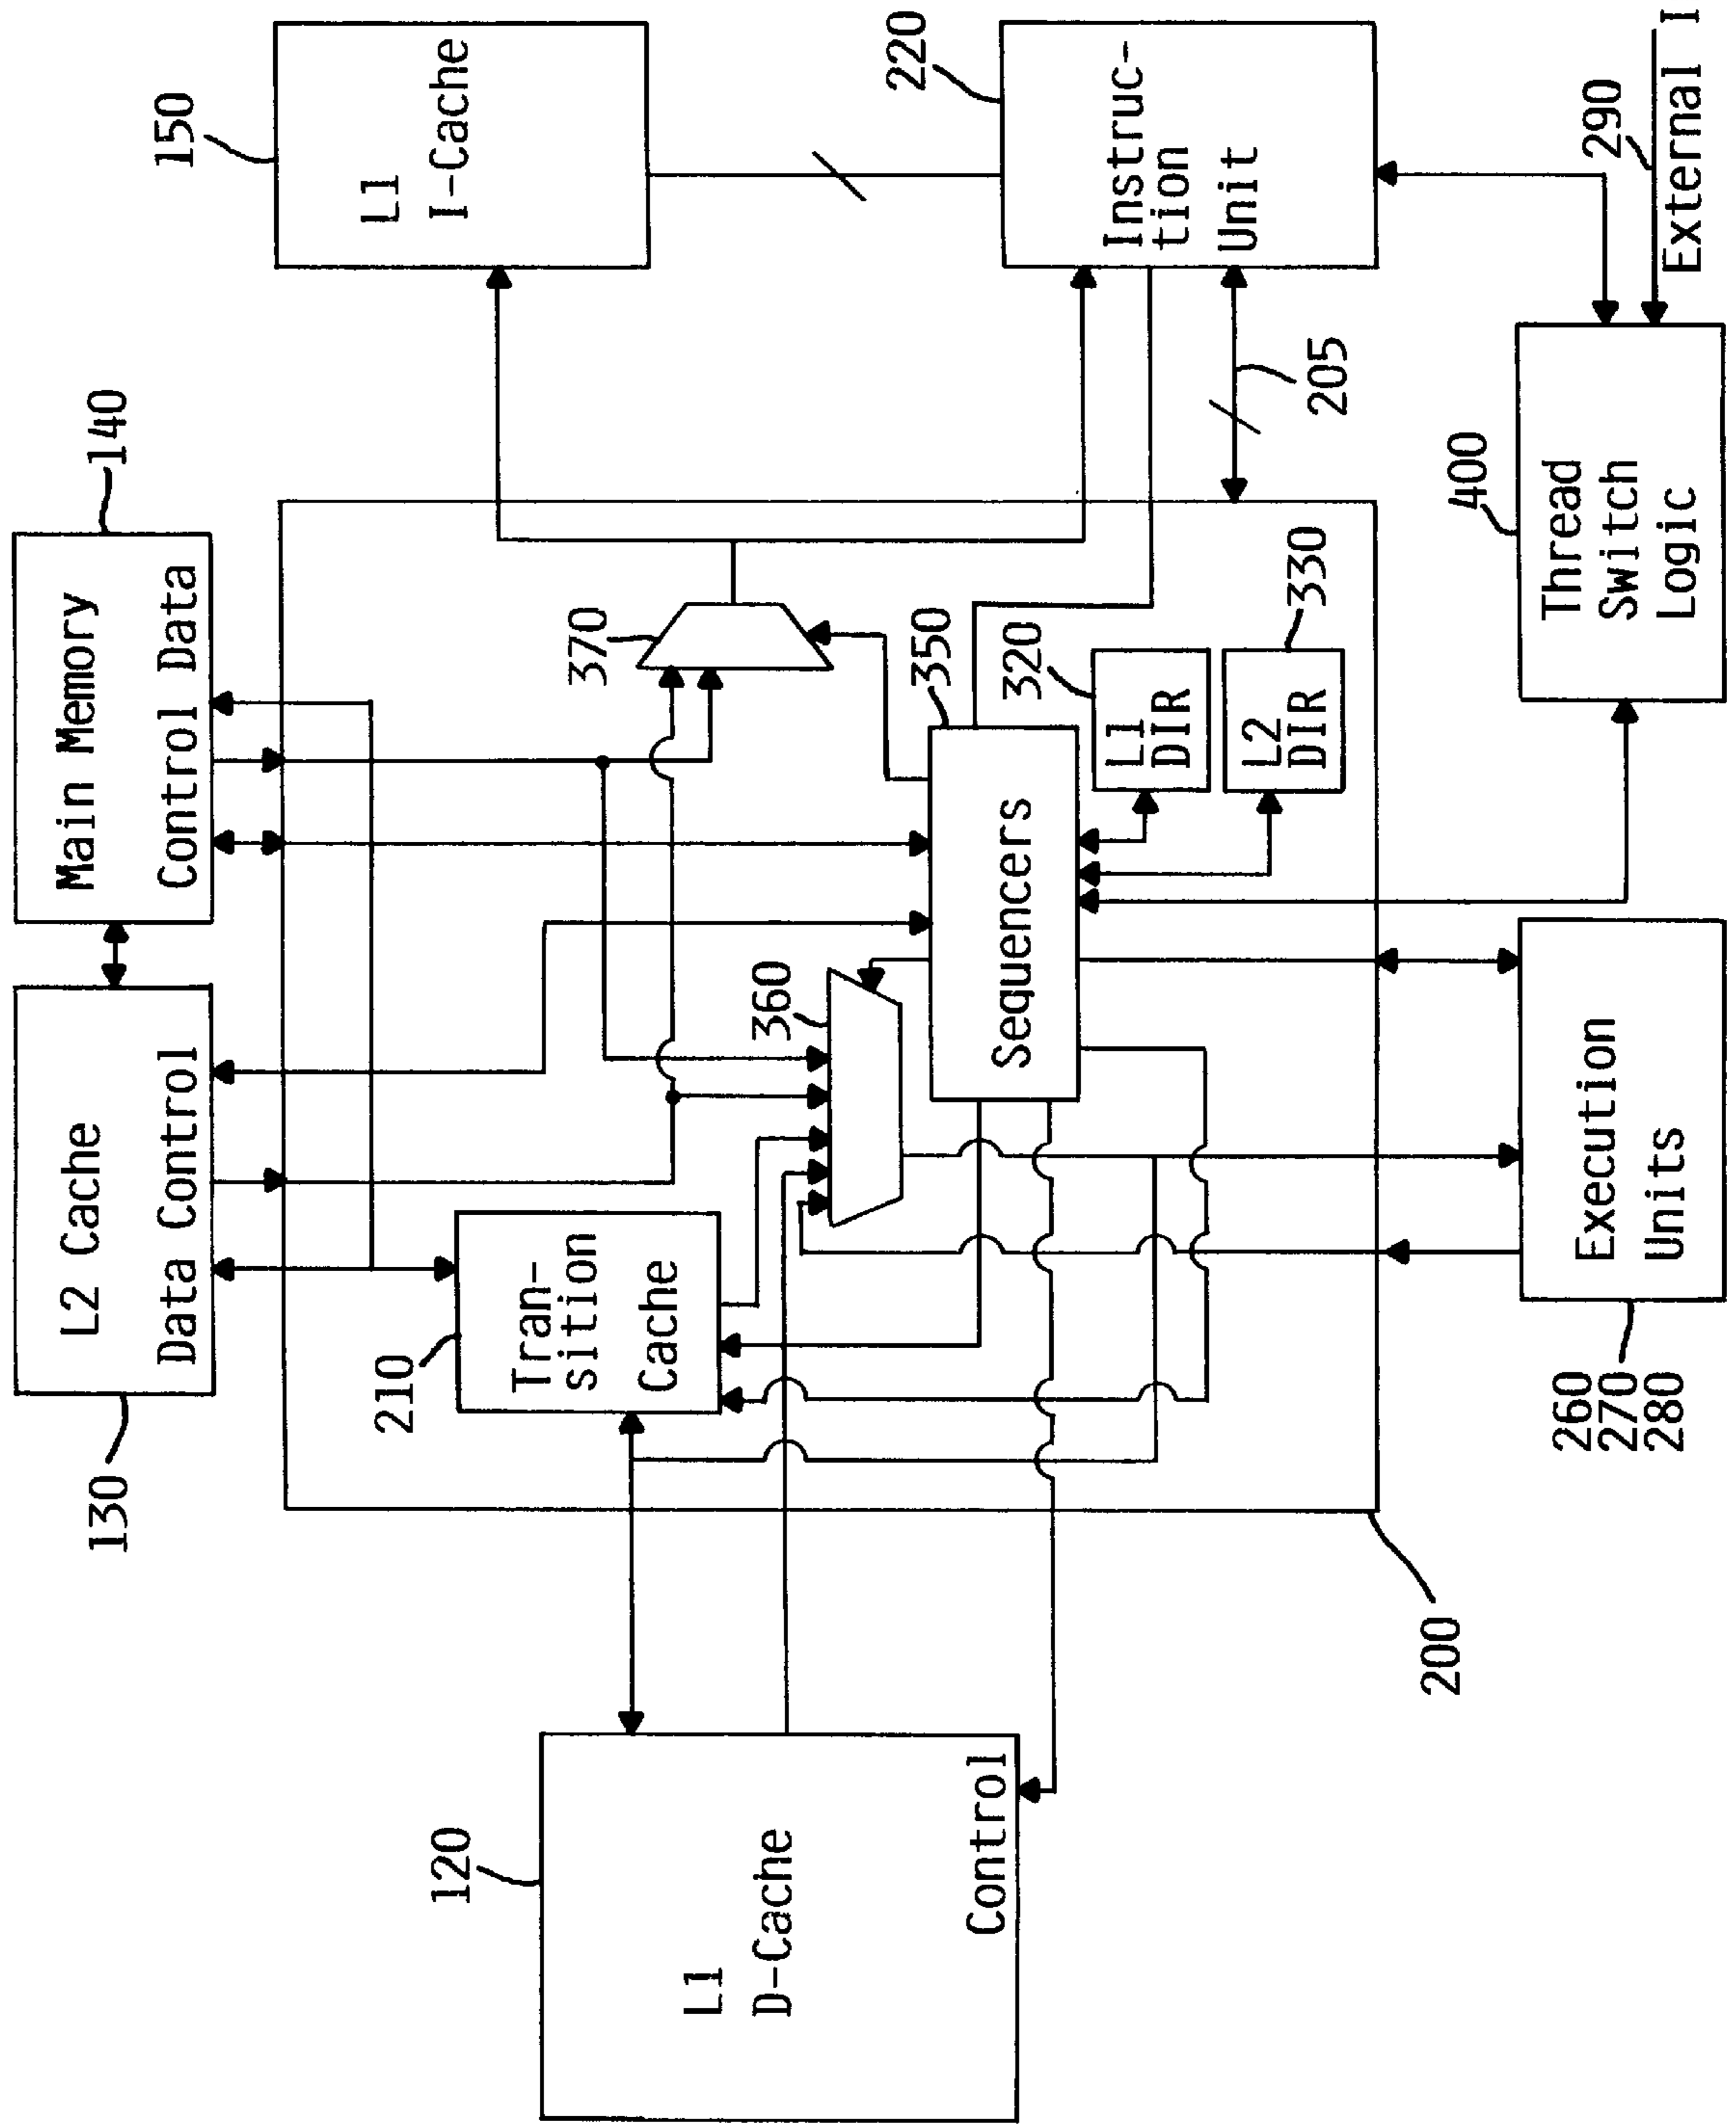 L1
D-Cache
Control
120
L2 Cache
Data Control
130
Main Memory
Control Data
140
L1
I-Cache
150
Instruc-
tion
Unit
220
205
External I
290
Thread
Switch
Logic
400
Execution
Units
260
270
280
200
Tran-
sition
Cache
210
360
370
Sequencers
350
L1
DIR
320
L2
DIR
330